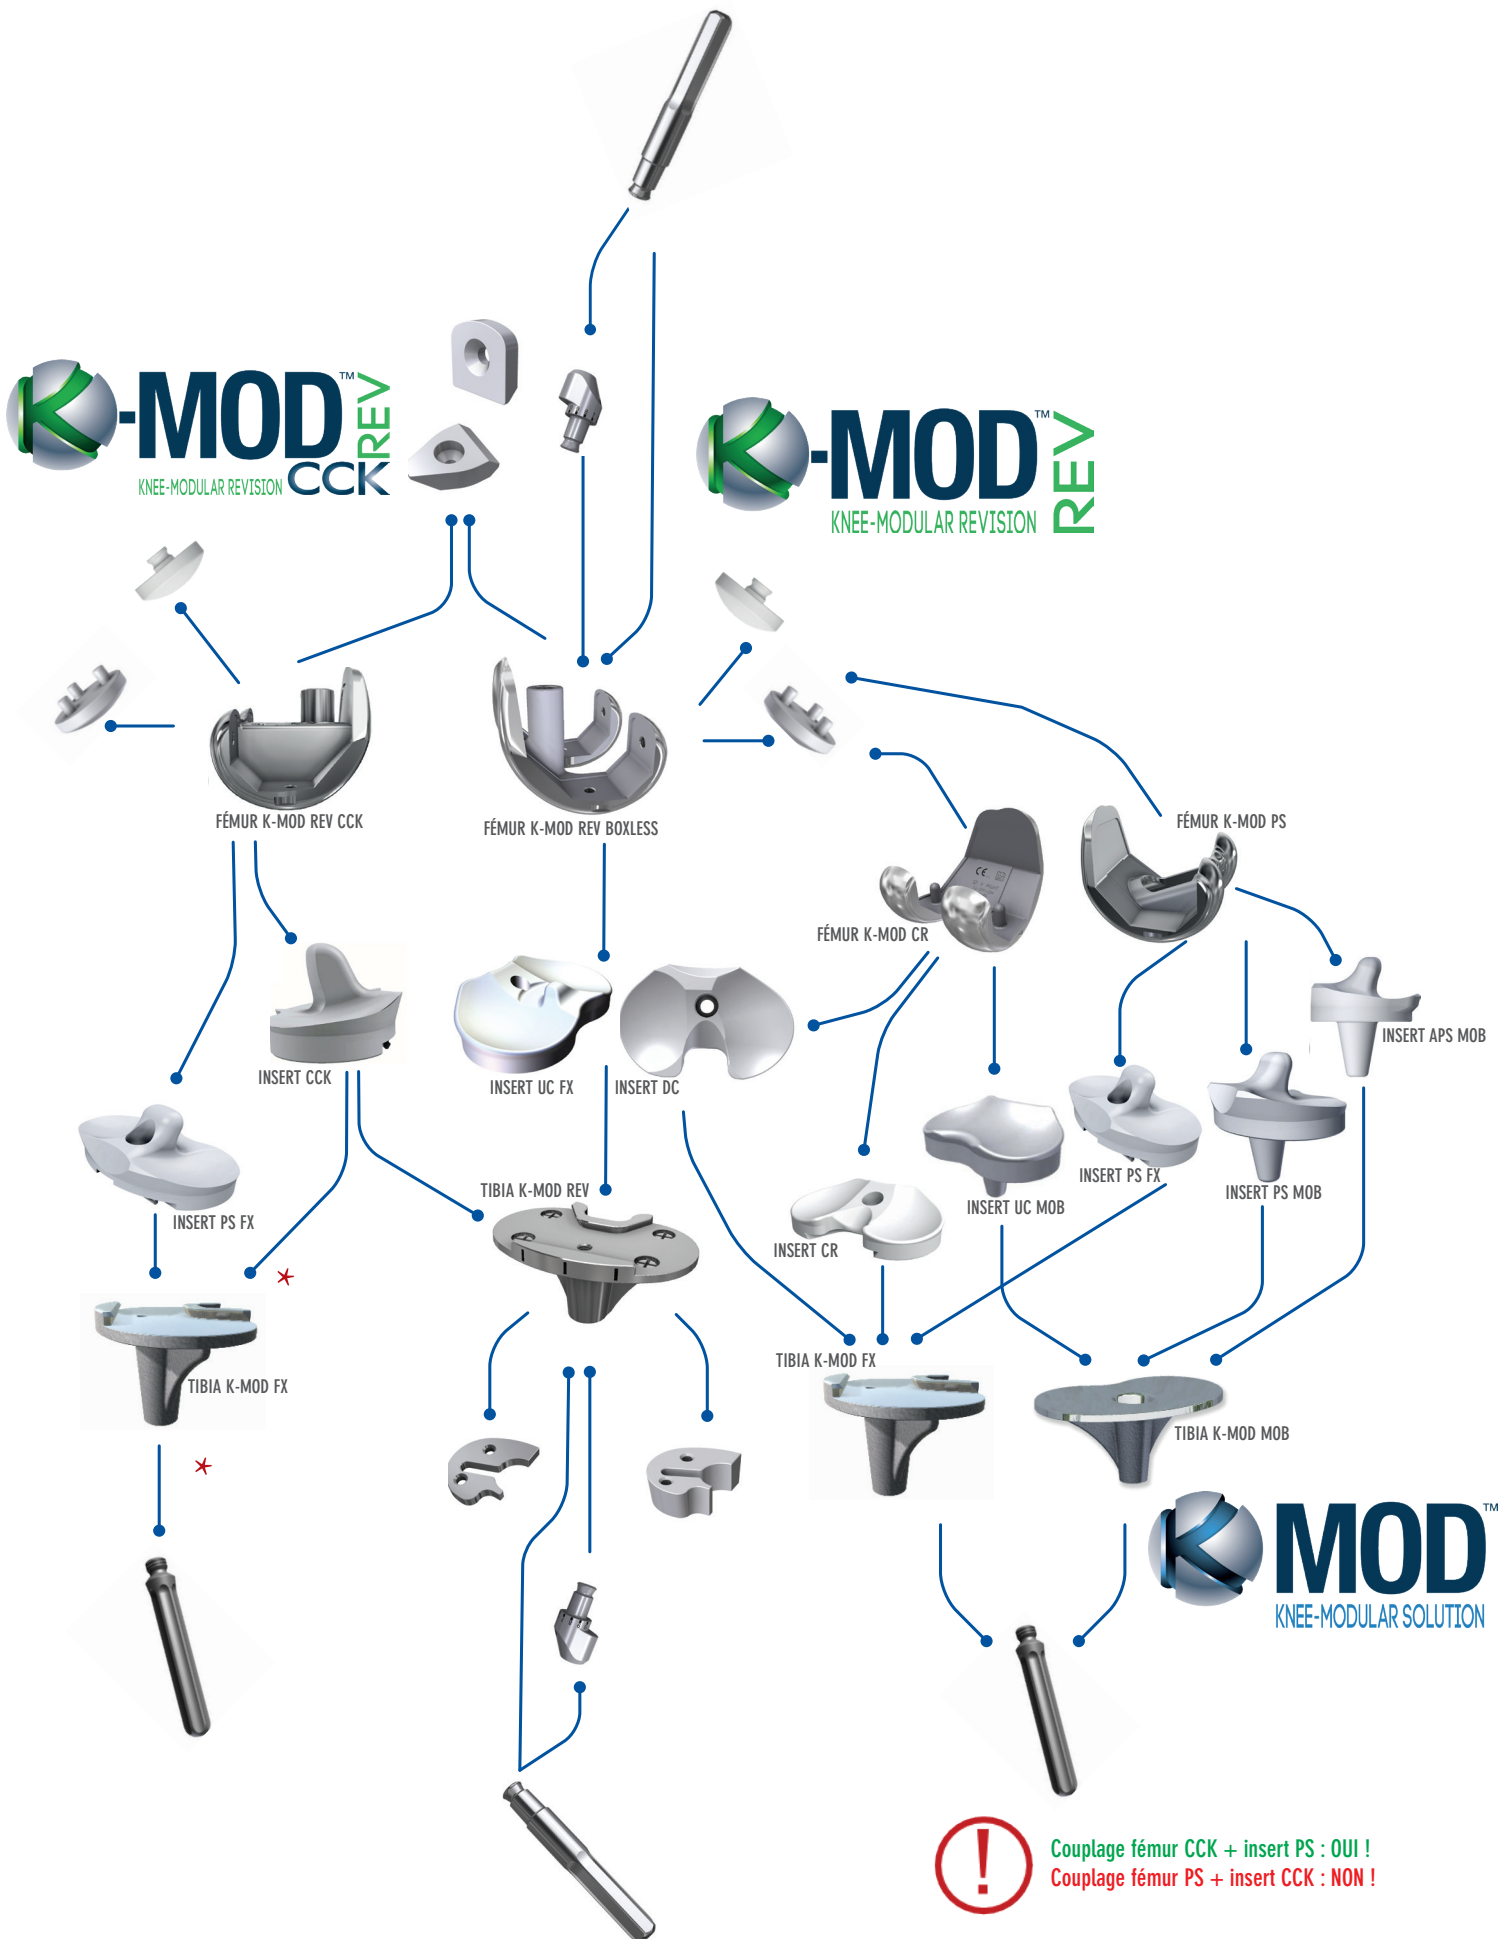 K-MOD™ REV
KNEE-MODULAR REVISION CCK
K-MOD™ REV
KNEE-MODULAR REVISION
FÉMUR K-MOD REV CCK
FÉMUR K-MOD REV BOXLESS
FÉMUR K-MOD PS
FÉMUR K-MOD CR
CE
INSERT APS MOB
INSERT CCK
INSERT UC FX
INSERT DC
INSERT PS FX
INSERT PS MOB
INSERT UC MOB
TIBIA K-MOD REV
INSERT PS FX
INSERT CR
*
TIBIA K-MOD FX
TIBIA K-MOD FX
TIBIA K-MOD MOB
*
K MOD™
KNEE-MODULAR SOLUTION
!
Couplage fémur CCK + insert PS : OUI !
Couplage fémur PS + insert CCK : NON !